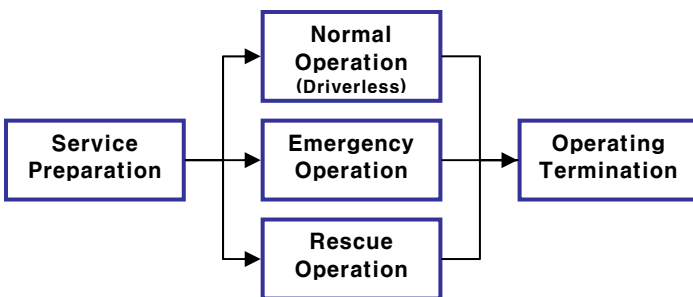 Service
Preparation
Normal
Operation
(Driverless)
Emergency
Operation
Rescue
Operation
Operating
Termination